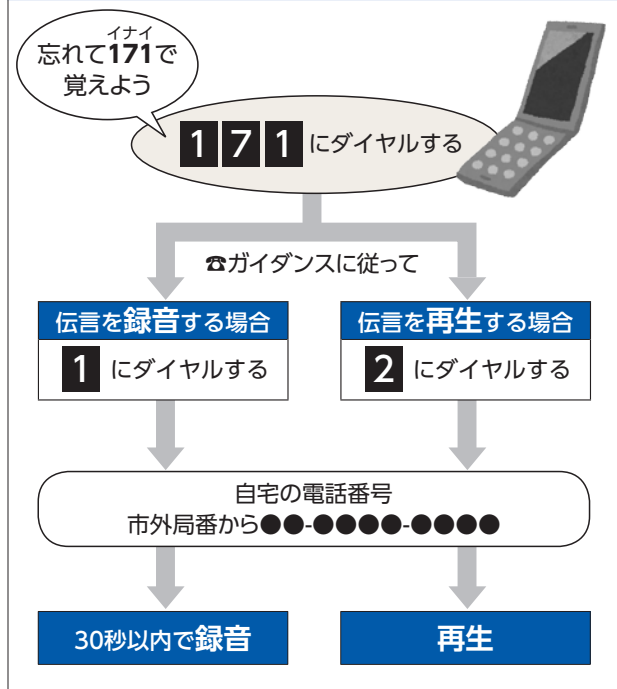 イナイ
忘れて171で
覚えよう
171にダイヤルする
☎ガイダンスに従って
伝言を録音する場合
1 にダイヤルする
伝言を再生する場合
2 にダイヤルする
自宅の電話番号
市外局番から●●-●●●●-●●●●
30秒以内で録音
再生